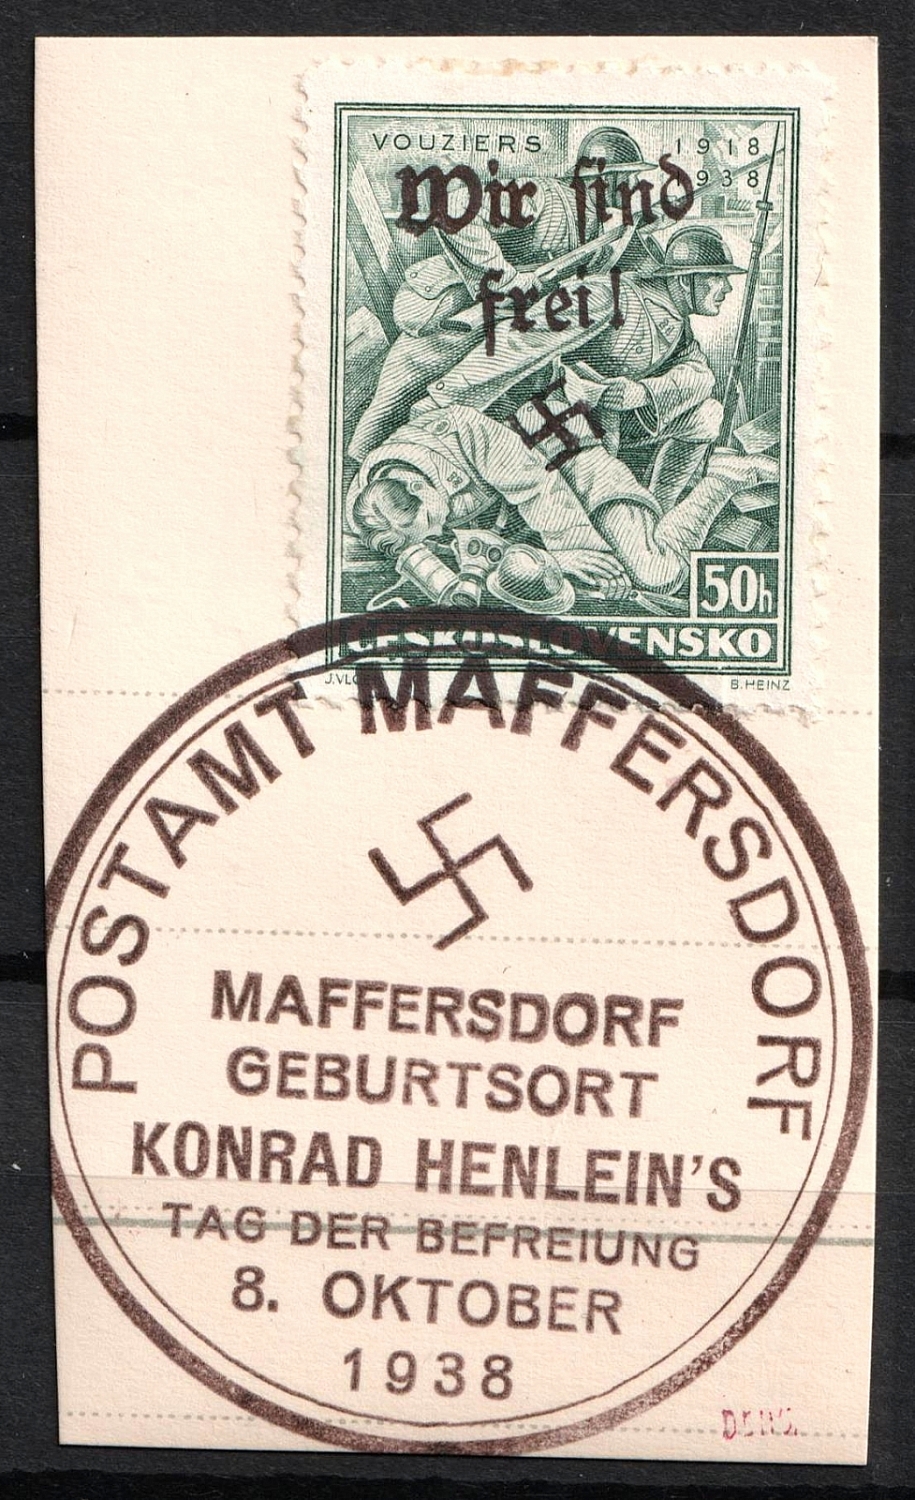 VOUZIERS 1918
1938
Wir sind
frei!
50h
ČESKOSLOVENSKO
B. HEINZ
POSTAMT MAFFERSDORF
MAFFERSDORF
GEBURTSORT
KONRAD HENLEIN'S
TAG DER BEFREIUNG
8. OKTOBER
1938